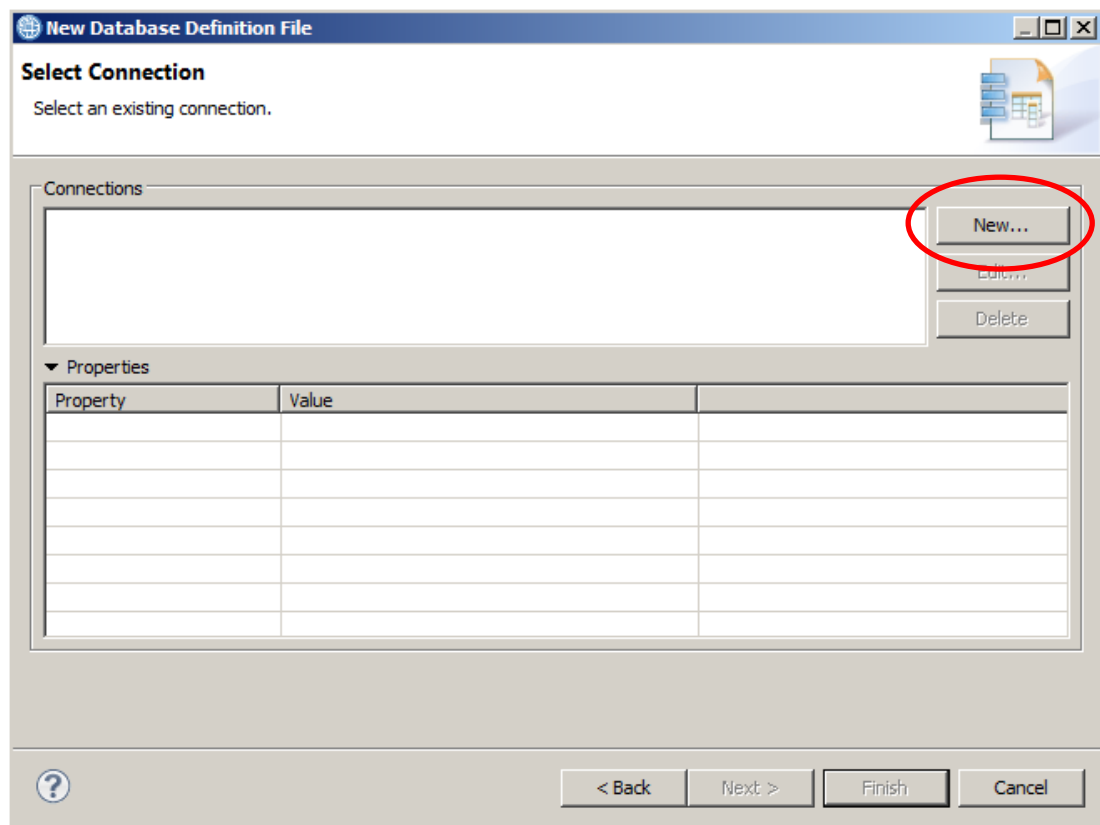 New Database Definition File
Select Connection
Select an existing connection.
Connections
New...
Edit...
Delete
Properties
Property Value
< Back Next > Finish Cancel